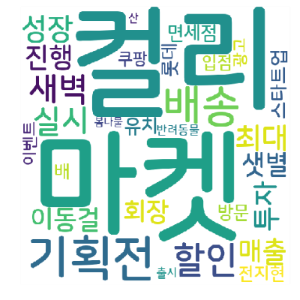 성장
컬리
산
면세점
진행
쿠팡
롯데
입점
광고
스타트업
새벽
배송
실시
봄나물
유치
반려동물
최대
이벤트
마켓
배
샛별
투자
이동걸
회장
방문
기획전
할인
매출
출시
전지현